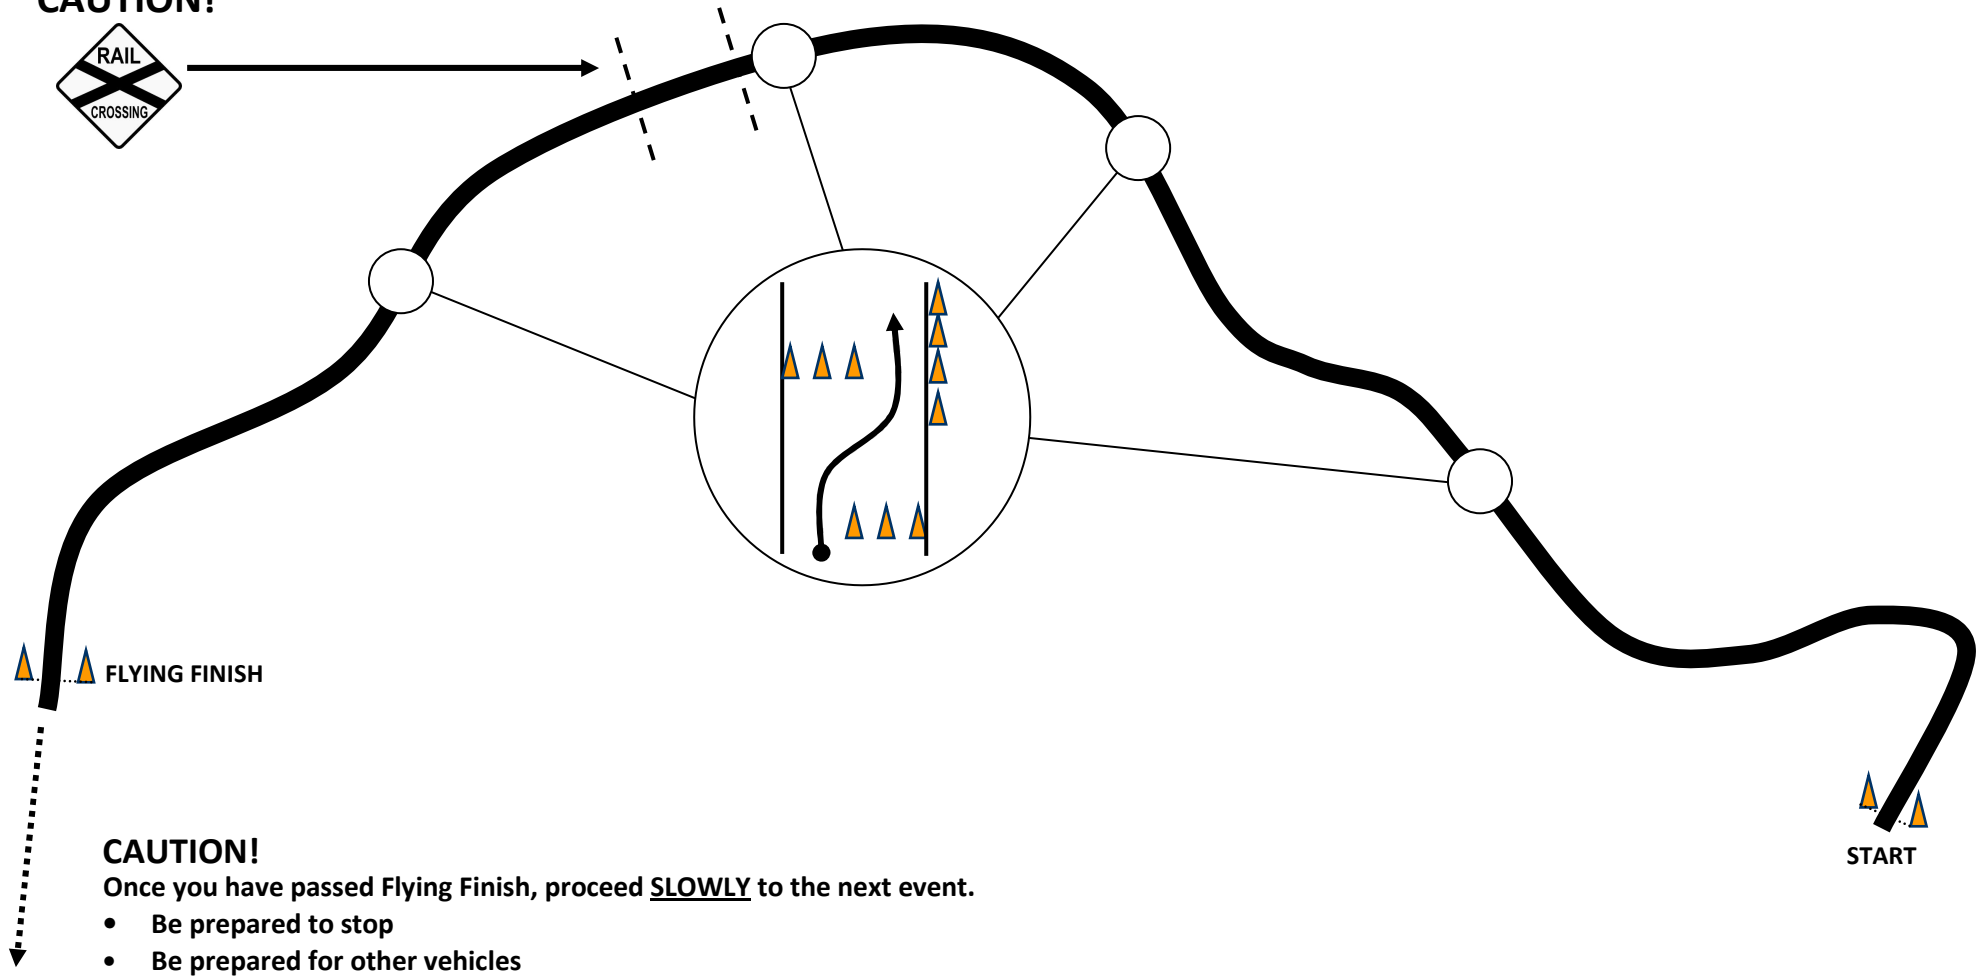 CAUTION!
RAIL
CROSSING
FLYING FINISH
START
CAUTION!
Once you have passed Flying Finish, proceed SLOWLY to the next event.
• Be prepared to stop
• Be prepared for other vehicles